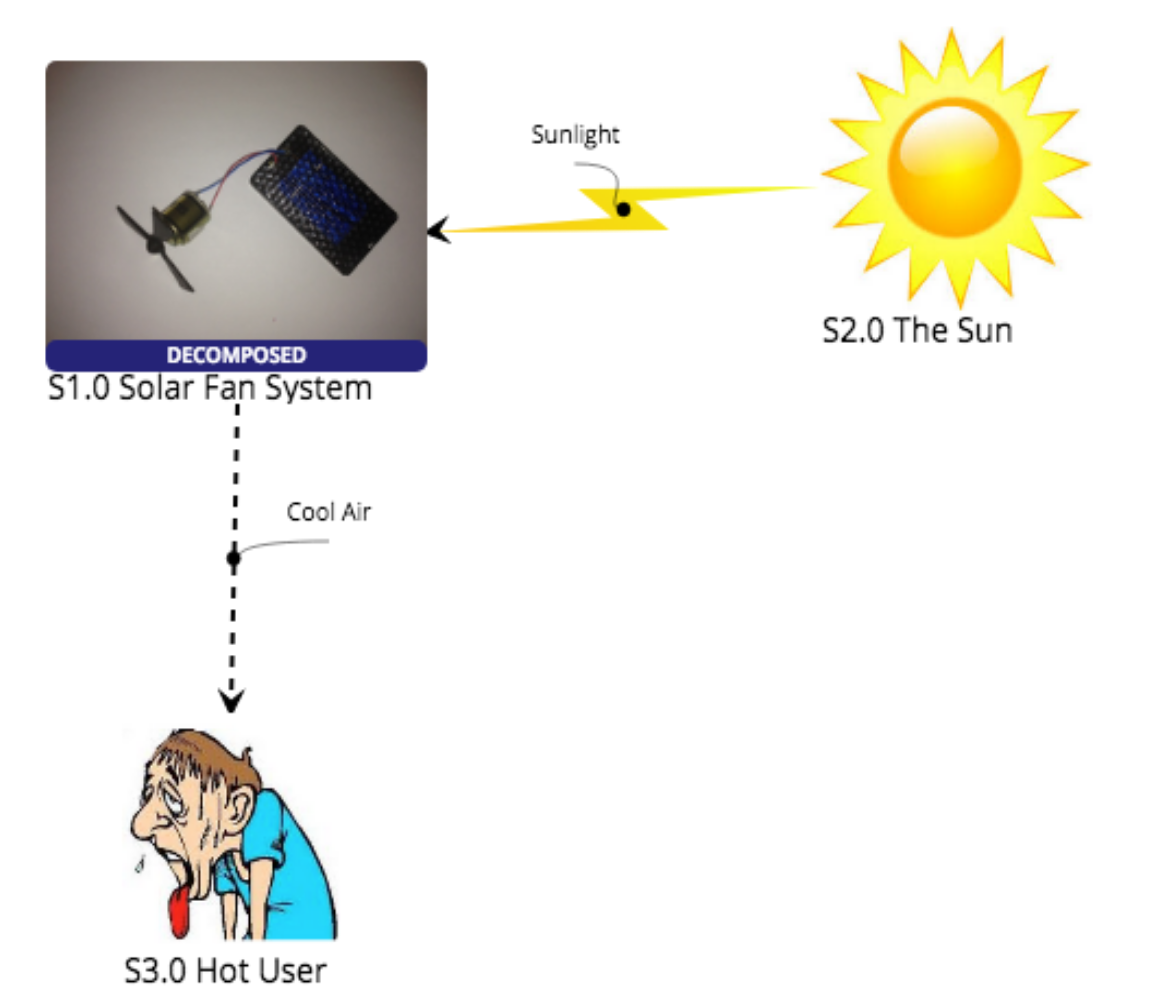 Sunlight
S2.0 The Sun
DECOMPOSED
S1.0 Solar Fan System
Cool Air
S3.0 Hot User